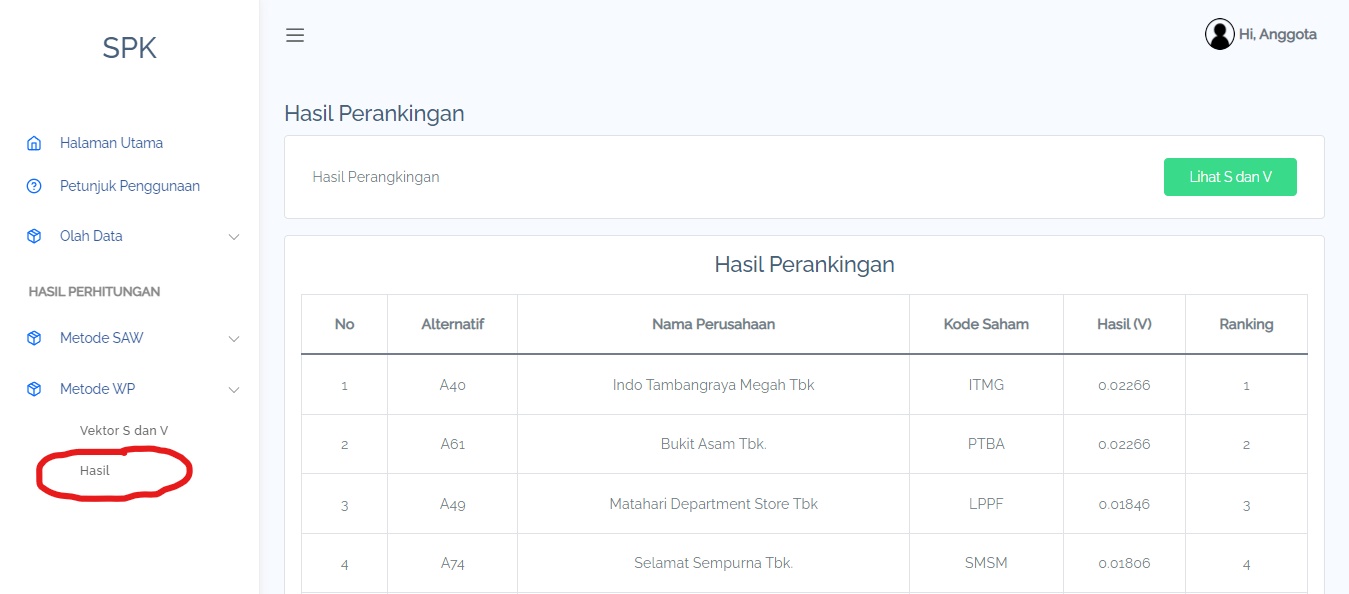 SPK
Hi, Anggota
Halaman Utama
Petunjuk Penggunaan
Olah Data
HASIL PERHITUNGAN
Metode SAW
Metode WP
Vektor S dan V
Hasil
Hasil Perankingan
Hasil Perangkingan
Lihat S dan V
Hasil Perankingan
No Alternatif Nama Perusahaan Kode Saham Hasil (V) Ranking
1 A40 Indo Tambangraya Megah Tbk ITMG 0.02266 1
2 A61 Bukit Asam Tbk. PTBA 0.02266 2
3 A49 Matahari Department Store Tbk LPPF 0.01846 3
4 A74 Selamat Sempurna Tbk. SMSM 0.01806 4